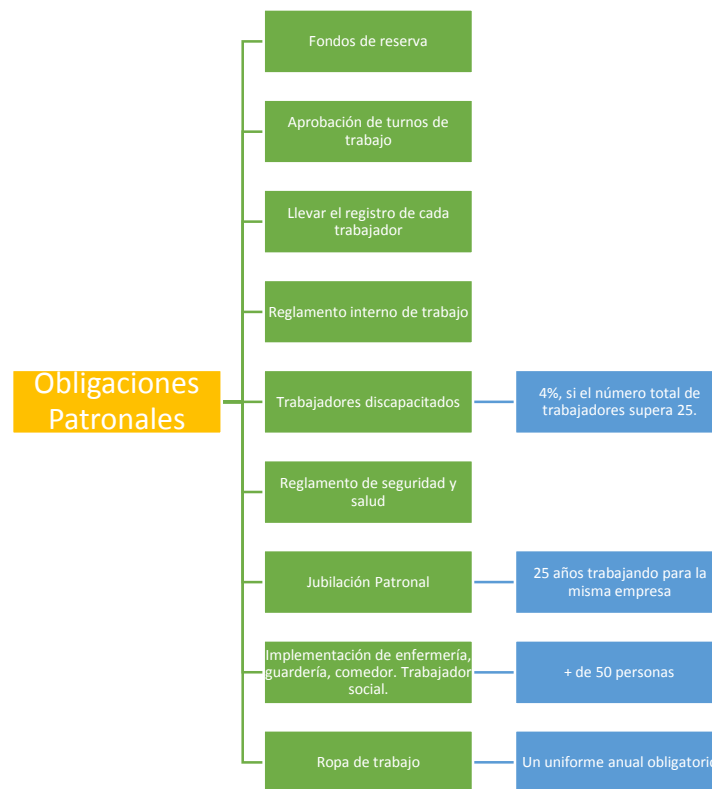 Fondos de reserva
Aprobación de turnos de
trabajo
Llevar el registro de cada
trabajador
Reglamento interno de trabajo
Obligaciones
Patronales
Trabajadores discapacitados
4%, si el número total de
trabajadores supera 25.
Reglamento de seguridad y
salud
Jubilación Patronal
25 años trabajando para la
misma empresa
Implementación de enfermería,
guardería, comedor. Trabajador
social.
+ de 50 personas
Ropa de trabajo
Un uniforme anual obligatorio